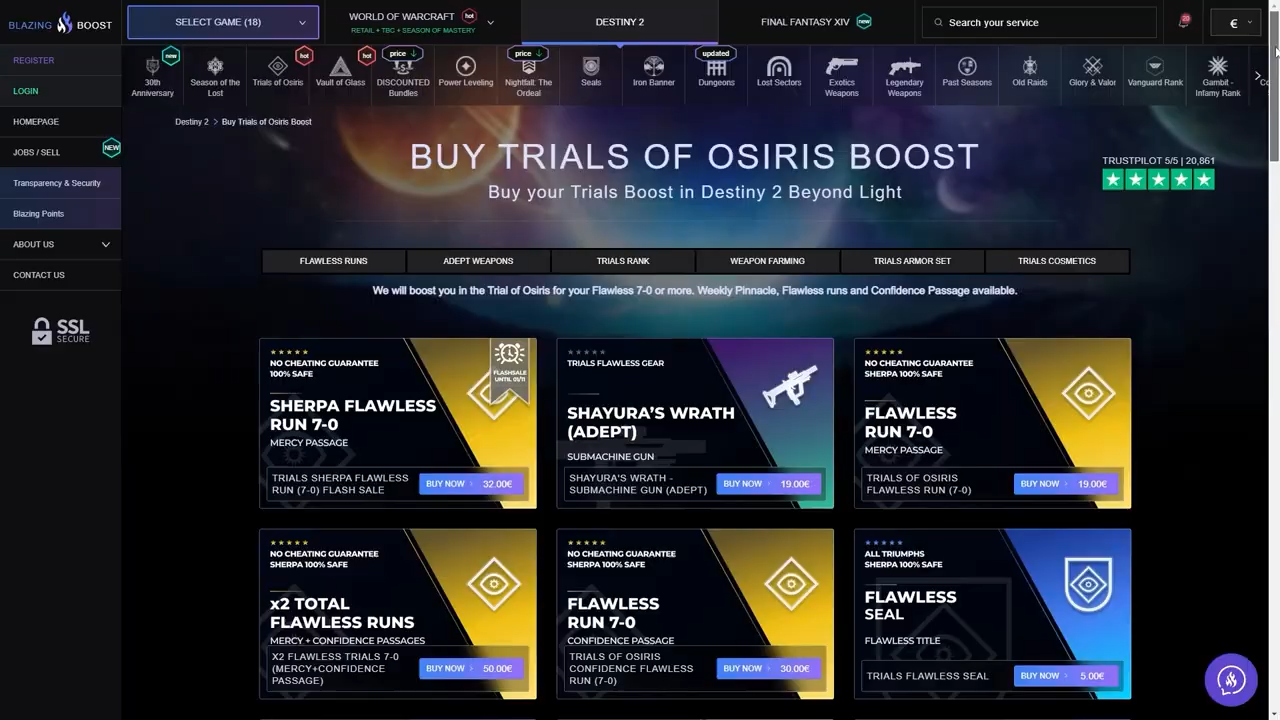 BLAZING BOOST
SELECT GAME (18)
WORLD OF WARCRAFT hot
RETAIL + TBC + SEASON OF MASTERY
DESTINY 2
FINAL FANTASY XIV new
Search your service
€
LOGIN
HOMEPAGE
JOBS / SELL NEW
Transparency & Security
Blazing Points
ABOUT US
CONTACT US
SSL
SECURE
new
30th
Anniversary
Season of the
Lost
hot
Trials of Osiris
hot
Vault of Glass
price ↓
DISCOUNTED
Bundles
Power Leveling
price ↓
Nightfall: The
Ordeal
Seals
Iron Banner
updated
Dungeons
Lost Sectors
Exotics
Weapons
Legendary
Weapons
Past Seasons
Old Raids
Glory & Valor
Vanguard Rank
Gambit
Infamy Rank
Destiny 2 > Buy Trials of Osiris Boost
BUY TRIALS OF OSIRIS BOOST
Buy your Trials Boost in Destiny 2 Beyond Light
TRUSTPILOT 5/5 | 20,861
FLAWLESS RUNS
ADEPT WEAPONS
TRIALS RANK
WEAPON FARMING
TRIALS ARMOR SET
TRIALS COSMETICS
We will boost you in the Trial of Osiris for your Flawless 7-0 or more. Weekly Pinnacle, Flawless runs and Confidence Passage available.
NO CHEATING GUARANTEE
100% SAFE
FLASHSALE
UNTIL 01/11
SHERPA FLAWLESS
RUN 7-0
MERCY PASSAGE
TRIALS SHERPA FLAWLESS
RUN (7-0) FLASH SALE
BUY NOW > 32.00€
TRIALS FLAWLESS GEAR
SHAYURA'S WRATH
(ADEPT)
SUBMACHINE GUN
SHAYURA'S WRATH -
SUBMACHINE GUN (ADEPT)
BUY NOW > 19.00€
NO CHEATING GUARANTEE
SHERPA 100% SAFE
FLAWLESS
RUN 7-0
MERCY PASSAGE
TRIALS OF OSIRIS
FLAWLESS RUN (7-0)
BUY NOW > 19.00€
NO CHEATING GUARANTEE
SHERPA 100% SAFE
x2 TOTAL
FLAWLESS RUNS
MERCY + CONFIDENCE PASSAGES
X2 FLAWLESS TRIALS 7-0
(MERCY+CONFIDENCE
PASSAGE)
BUY NOW > 50.00€
NO CHEATING GUARANTEE
SHERPA 100% SAFE
FLAWLESS
RUN 7-0
CONFIDENCE PASSAGE
TRIALS OF OSIRIS
CONFIDENCE FLAWLESS
RUN (7-0)
BUY NOW > 30.00€
ALL TRIUMPHS
SHERPA 100% SAFE
FLAWLESS
SEAL
FLAWLESS TITLE
TRIALS FLAWLESS SEAL
BUY NOW > 5.00€